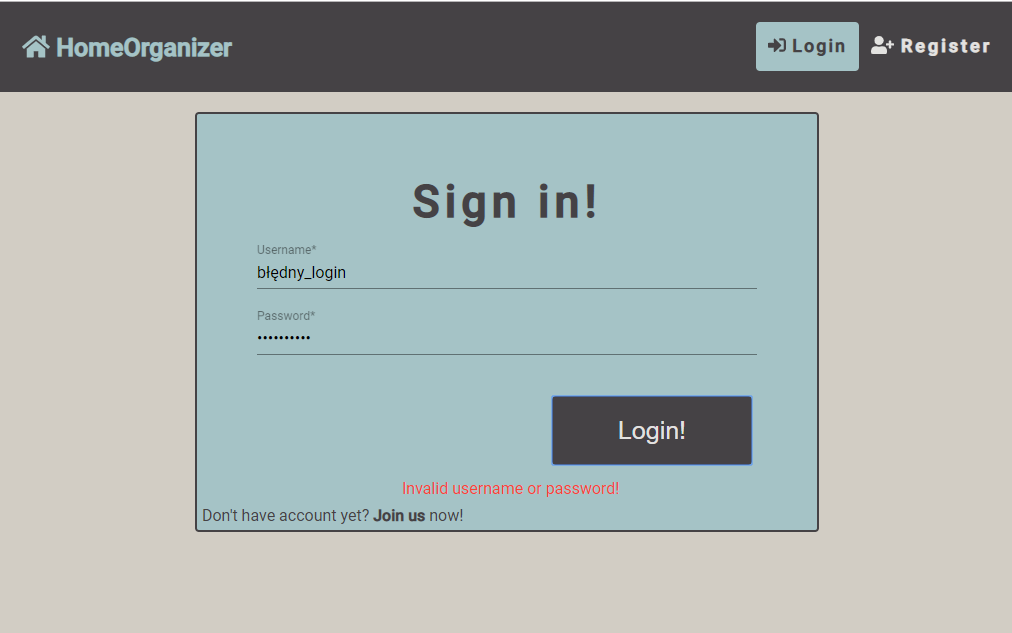 HomeOrganizer
Login
Register
Sign in!
Username*
błędny_login
Password*
••••••••••
Login!
Invalid username or password!
Don't have account yet? Join us now!